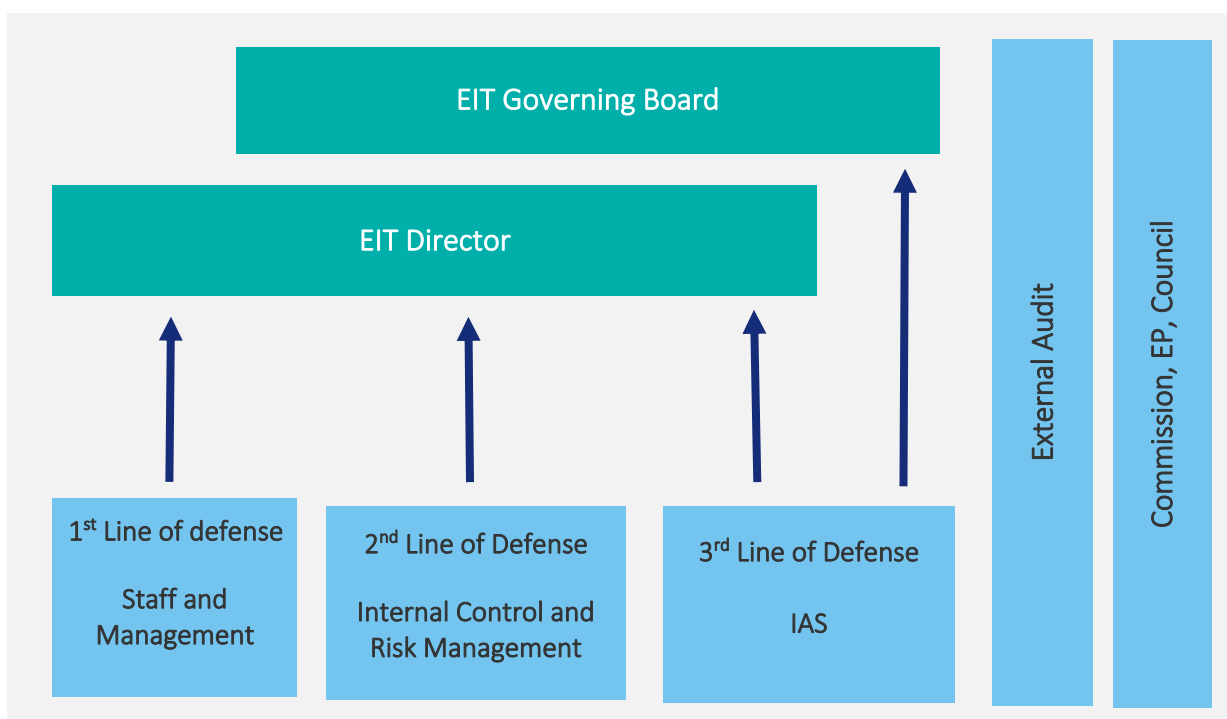 EIT Governing Board
EIT Director
1st Line of defense
Staff and
Management
2nd Line of Defense
Internal Control and
Risk Management
3rd Line of Defense
IAS
External Audit
Commission, EP, Council